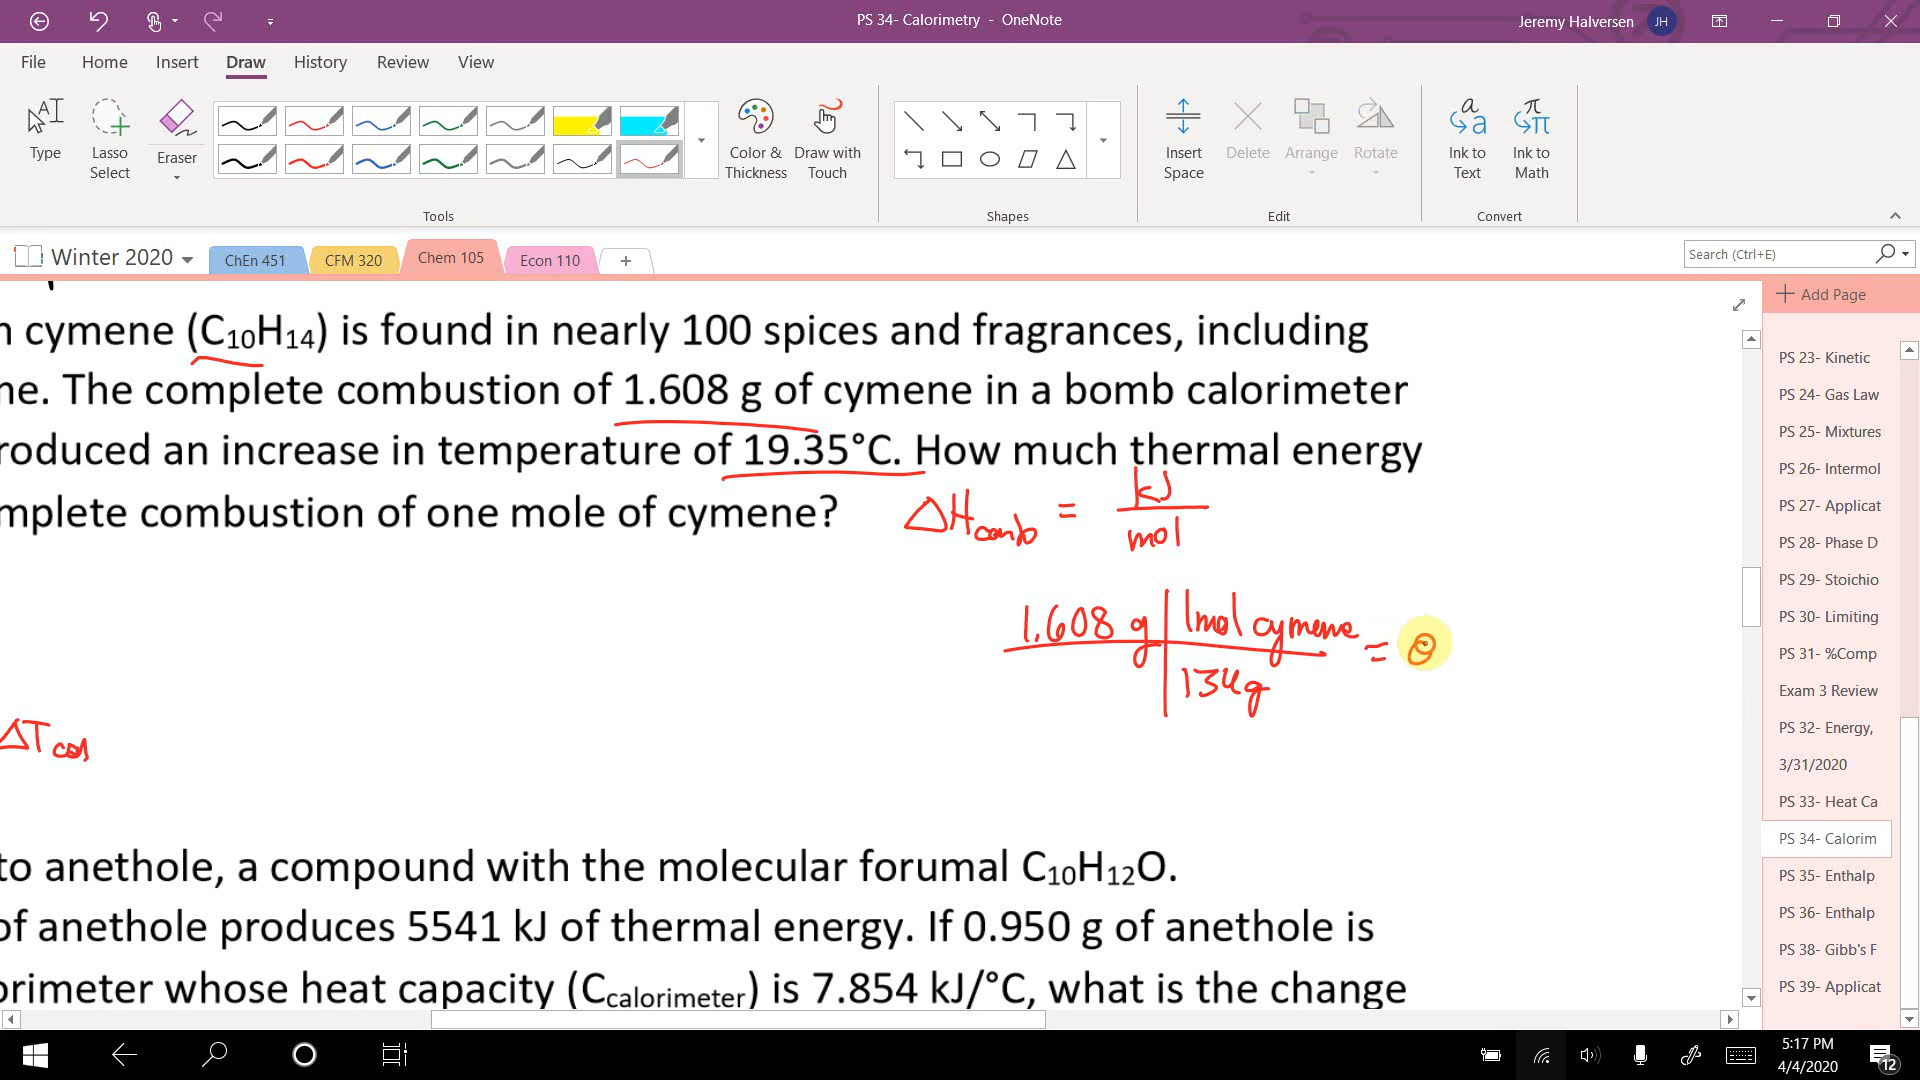 PS 34- Calorimetry - OneNote
Jeremy Halversen JH
File Home Insert Draw History Review View
Type
Lasso Select
Eraser
Color & Thickness
Draw with Touch
Insert Space
Delete
Arrange
Rotate
Ink to Text
Ink to Math
Tools
Shapes
Edit
Convert
Winter 2020
ChEn 451
CFM 320
Chem 105
Econ 110
Search (Ctrl+E)
Add Page
cymene (C10H14) is found in nearly 100 spices and fragrances, including
ne. The complete combustion of 1.608 g of cymene in a bomb calorimeter
roduced an increase in temperature of 19.35°C. How much thermal energy
mplete combustion of one mole of cymene?
ΔHcomb = kJ/mol
1.608 g | 1mol cymene
134g
= 0
ΔT
to anethole, a compound with the molecular forumal C10H12O.
of anethole produces 5541 kJ of thermal energy. If 0.950 g of anethole is
orimeter whose heat capacity (Ccalorimeter) is 7.854 kJ/°C, what is the change
PS 23- Kinetic
PS 24- Gas Law
PS 25- Mixtures
PS 26- Intermol
PS 27- Applicat
PS 28- Phase D
PS 29- Stoichio
PS 30- Limiting
PS 31- %Comp
Exam 3 Review
PS 32- Energy,
3/31/2020
PS 33- Heat Ca
PS 34- Calorim
PS 35- Enthalp
PS 36- Enthalp
PS 38- Gibb's F
PS 39- Applicat
5:17 PM
4/4/2020
12